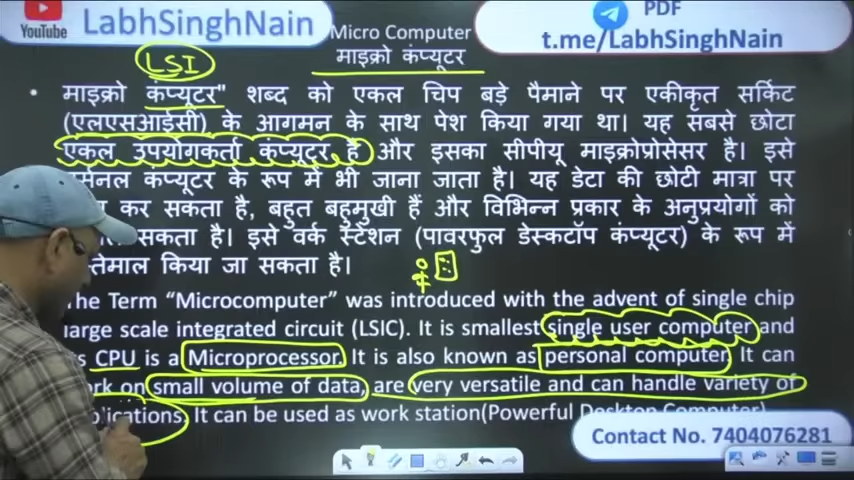 YouTube
LabhSinghNain
Micro Computer
माइक्रो कंप्यूटर
PDF
t.me/LabhSinghNain
LSI
• माइक्रो कंप्यूटर" शब्द को एकल चिप बड़े पैमाने पर एकीकृत सर्किट
(एलएसआईसी) के आगमन के साथ पेश किया गया था। यह सबसे छोटा
एकल उपयोगकर्ता कंप्यूटर है और इसका सीपीयू माइक्रोप्रोसेसर है। इसे
कंप्यूटर के रूप में भी जाना जाता है। यह डेटा की छोटी मात्रा पर
कर सकता है, बहुत बहुमुखी हैं और विभिन्न प्रकार के अनुप्रयोगों को
सकता है। इसे वर्क स्टेशन (पावरफुल डेस्कटॉप कंप्यूटर) के रूप में
किया जा सकता है।
The Term “Microcomputer” was introduced with the advent of single chip
large scale integrated circuit (LSIC). It is smallest single user computer and
CPU is a Microprocessor. It is also known as personal computer. It can
on small volume of data, are very versatile and can handle variety of
It can be used as work station(Powerful Desktop Computer)
Contact No. 7404076281